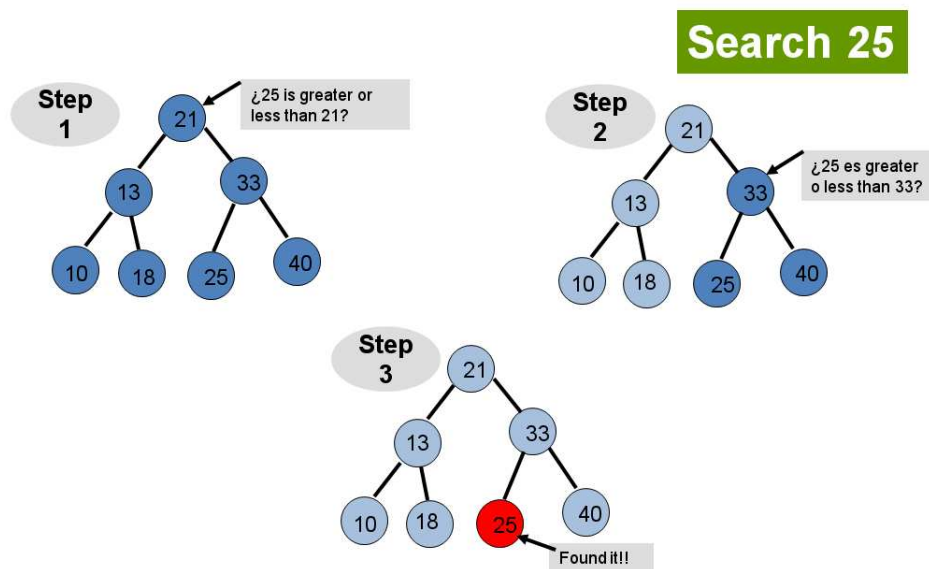 Search 25
Step
1
¿25 is greater or
less than 21?
21
13
33
10
18
25
40
Step
2
¿25 es greater
o less than 33?
21
13
33
10
18
25
40
Step
3
21
13
33
10
18
25
40
Found it!!